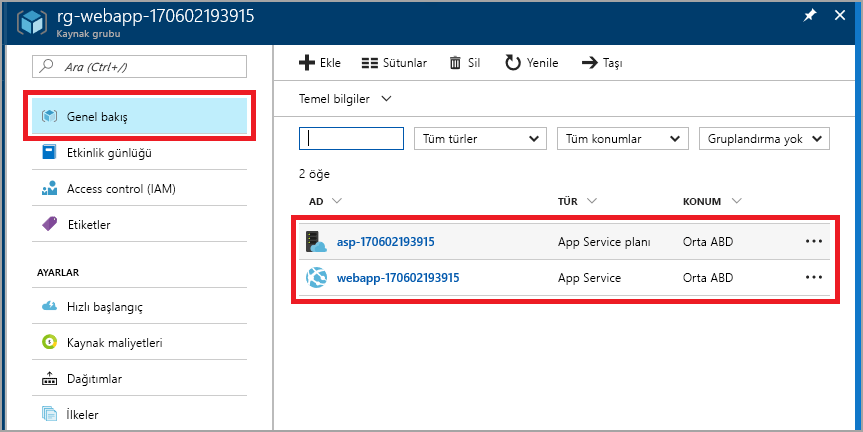 rg-webapp-170602193915
Kaynak grubu
Ara (Ctrl+/)
Genel bakış
Etkinlik günlüğü
Access control (IAM)
Etiketler
AYARLAR
Hızlı başlangıç
Kaynak maliyetleri
Dağıtımlar
İlkeler
Ekle Sütunlar Sil Yenile Taşı
Temel bilgiler
Tüm türler Tüm konumlar Gruplandırma yok
2 öğe
AD TÜR KONUM
asp-170602193915 App Service planı Orta ABD
webapp-170602193915 App Service Orta ABD